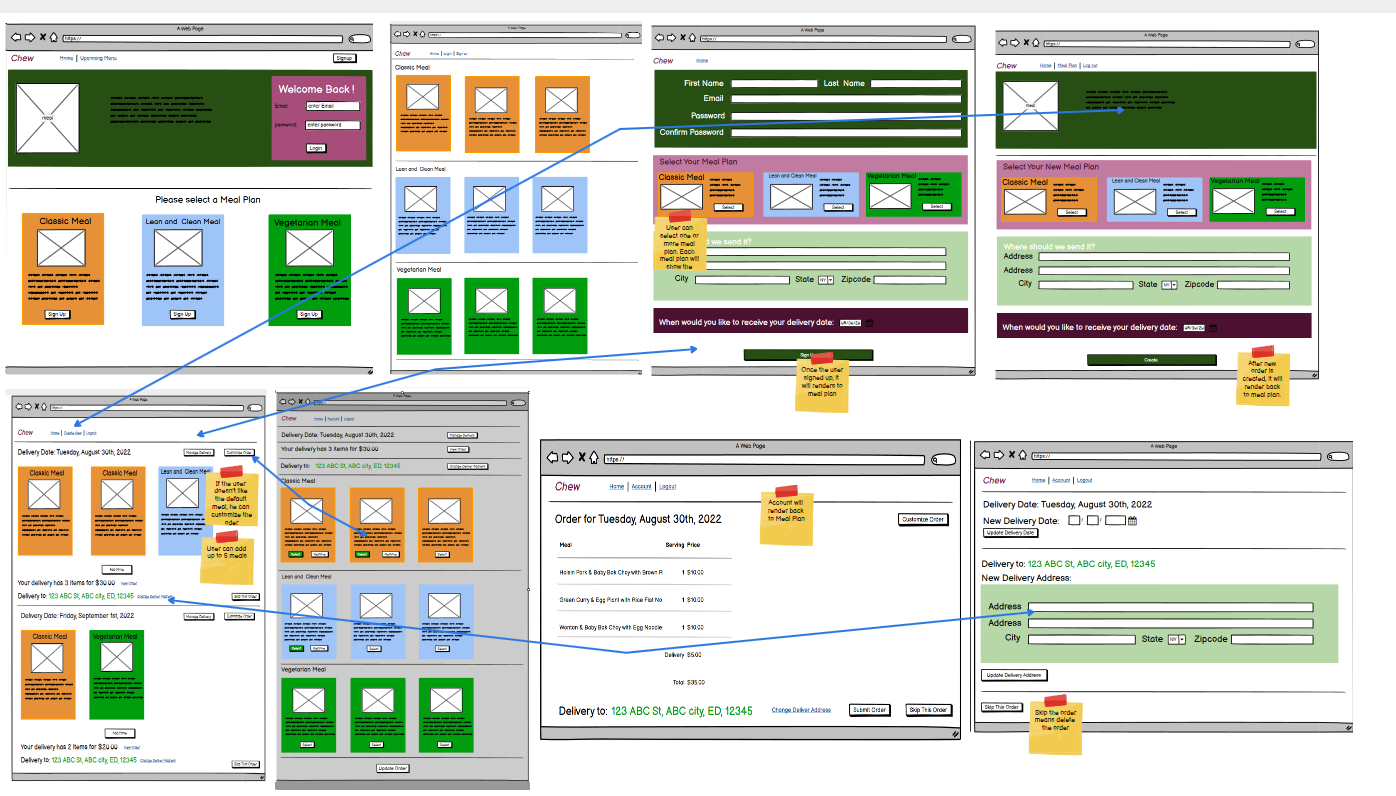 A Web Page
https://
Chew
Home | Upcoming Menu
Signup
meal
Welcome Back !
Email:
enter Email
password:
enter password
Login
Please select a Meal Plan
Classic Meal
Sign Up
Lean and Clean Meal
Sign Up
Vegetarian Meal
Sign Up
A Web Page
https://
Chew
Home | Login | Signup
Classic Meal
Lean and Clean Meal
Vegetarian Meal
A Web Page
https://
Chew
Home
First Name
Last Name
Email
Password
Confirm Password
Select Your Meal Plan
Classic Meal
Select
Lean and Clean Meal
Select
Vegetarian Meal
Select
User can
select one or
more meal
plan. Each
meal plan will
show the
d we send it?
City
State
NY
Zipcode
When would you like to receive your delivery date:
Sign
Once the user
signed up, it
will renders to
meal plan
A Web Page
https://
Chew
Home | Meal Plan | Log out
meal
Select Your New Meal Plan
Classic Meal
Select
Lean and Clean Meal
Select
Vegetarian Meal
Select
Where should we send it?
Address
Address
City
State
NY
Zipcode
When would you like to receive your delivery date:
Create
After new
order is
created, it will
render back
to meal plan.
A Web Page
https://
Chew
Home | Create New | Logout
Delivery Date: Tuesday, August 30th, 2022
Manage Delivery
Customize Order
Classic Meal
Classic Meal
Lean and Clean Me
If the user
doesn't like
the default
meal, he can
customize the
User can add
up to 5 meals
Add More
Your delivery has 3 items for $30.00
View Order
Delivery to: 123 ABC St, ABC city, ED, 12345
Change Deliver Address
Skip This Order
Delivery Date: Friday, September 1st, 2022
Manage Delivery
Customize Order
Classic Meal
Vegetarian Meal
Add More
Your delivery has 2 items for $20.00
View Order
Delivery to: 123 ABC St, ABC city, ED, 12345
Change Deliver Address
Skip This Order
A Web Page
https://
Chew
Home | Account | Logout
Delivery Date: Tuesday, August 30th, 2022
Manage Delivery
Your delivery has 3 items for $30.00
View Order
Delivery to: 123 ABC St, ABC city, ED, 12345
Change Deliver Address
Classic Meal
Select
Select
Select
Lean and Clean Meal
Select
Select
Select
Vegetarian Meal
Select
Select
Select
Update Order
A Web Page
https://
Chew
Home | Account | Logout
Account will
render back
to Meal Plan
Order for Tuesday, August 30th, 2022
Customize Order
Meal Serving Price
Holsin Pork & Baby Bok Choy with Brown R 1 $10.00
Green Curry & Egg Plant with Rice Flat No 1 $10.00
Wonton & Baby Bok Choy with Egg Noodle 1 $10.00
Delivery $5.00
Total $35.00
Delivery to: 123 ABC St, ABC city, ED, 12345
Change Deliver Address
Submit Order
Skip This Order
A Web Page
https://
Chew
Home | Account | Logout
Delivery Date: Tuesday, August 30th, 2022
New Delivery Date:
/ /
Update Delivery Date
Delivery to: 123 ABC St, ABC city, ED, 12345
New Delivery Address:
Address
Address
City
State
NY
Zipcode
Update Delivery Address
Skip This Order
Skip the order
means delete
the order